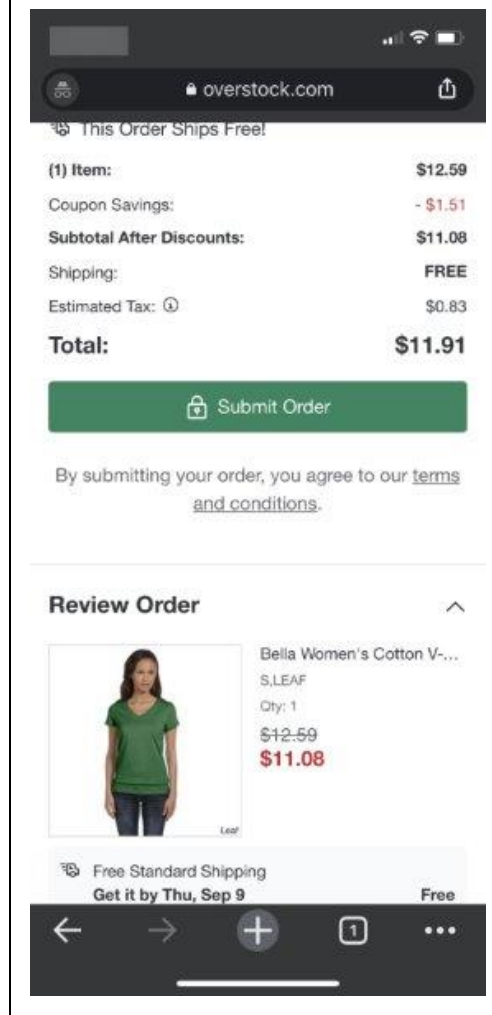 overstock.com
This Order Ships Free!
(1) Item: $12.59
Coupon Savings: - $1.51
Subtotal After Discounts: $11.08
Shipping: FREE
Estimated Tax: $0.83
Total: $11.91
Submit Order
By submitting your order, you agree to our terms
and conditions.
Review Order
Bella Women's Cotton V-...
S,LEAF
Qty: 1
$12.59
$11.08
Leaf
Free Standard Shipping
Get it by Thu, Sep 9 Free
1